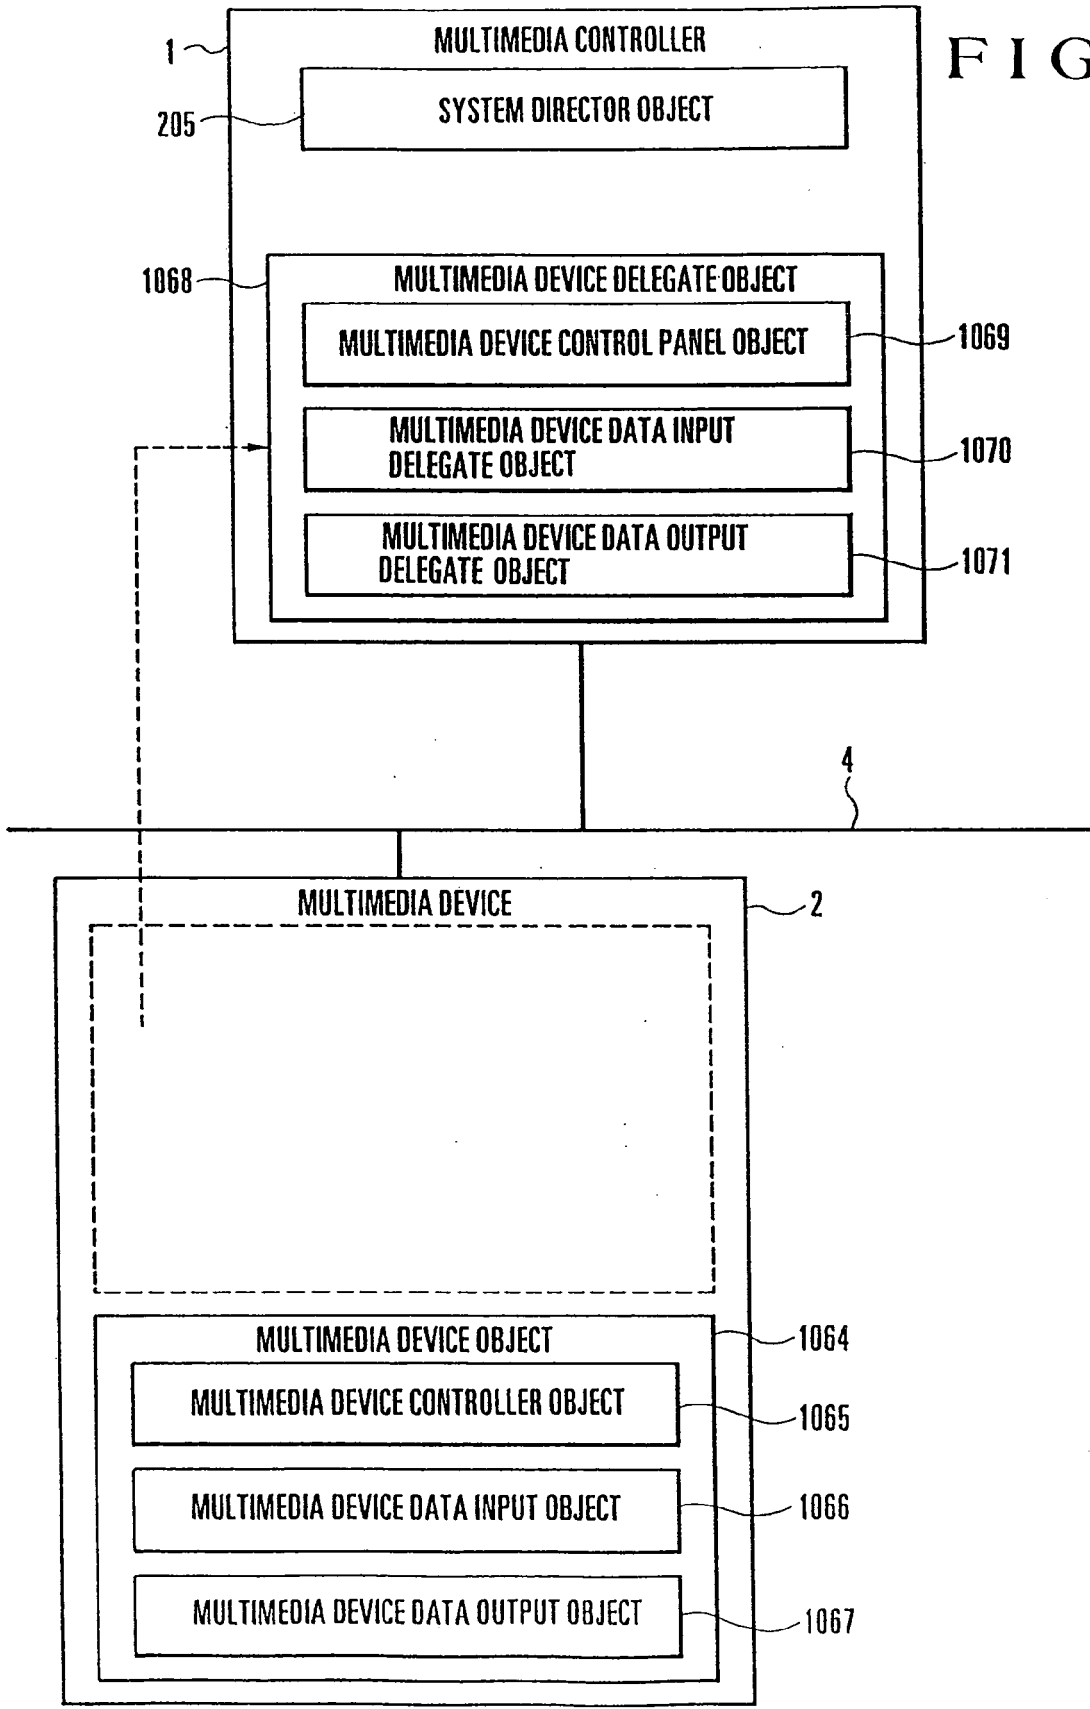 FIG
1
MULTIMEDIA CONTROLLER
205
SYSTEM DIRECTOR OBJECT
1068
MULTIMEDIA DEVICE DELEGATE OBJECT
MULTIMEDIA DEVICE CONTROL PANEL OBJECT
1069
MULTIMEDIA DEVICE DATA INPUT
DELEGATE OBJECT
1070
MULTIMEDIA DEVICE DATA OUTPUT
DELEGATE OBJECT
1071
4
MULTIMEDIA DEVICE
2
MULTIMEDIA DEVICE OBJECT
1064
MULTIMEDIA DEVICE CONTROLLER OBJECT
1065
MULTIMEDIA DEVICE DATA INPUT OBJECT
1066
MULTIMEDIA DEVICE DATA OUTPUT OBJECT
1067